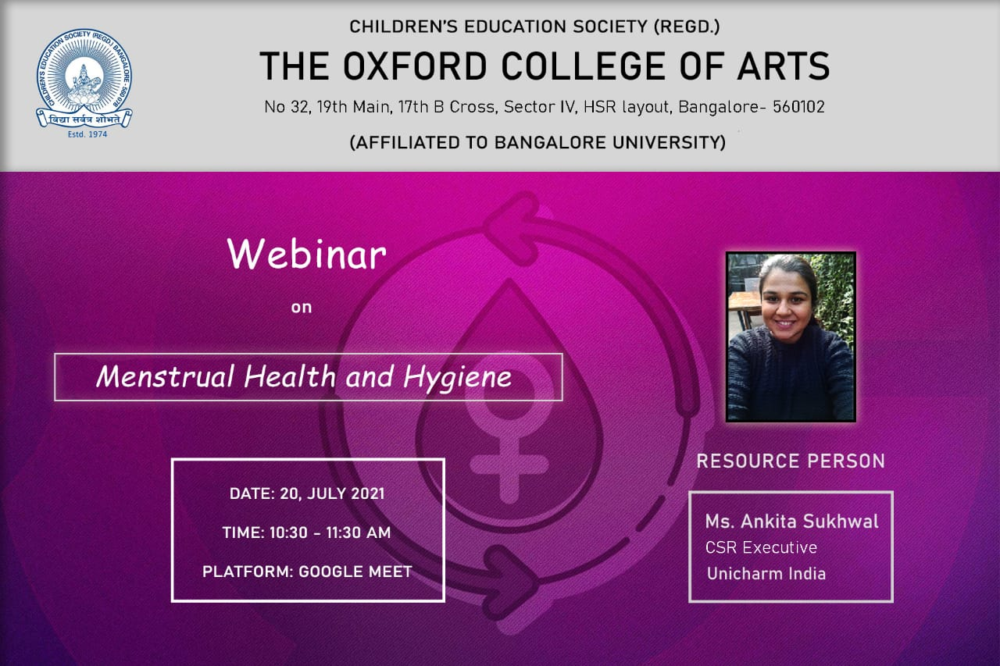 CHILDREN'S EDUCATION SOCIETY (REGD.) BANGALORE - 560 078
विद्या सर्वत्र शोभते
Estd. 1974
CHILDREN'S EDUCATION SOCIETY (REGD.)
THE OXFORD COLLEGE OF ARTS
No 32, 19th Main, 17th B Cross, Sector IV, HSR layout, Bangalore- 560102
(AFFILIATED TO BANGALORE UNIVERSITY)
Webinar
on
Menstrual Health and Hygiene
DATE: 20, JULY 2021
TIME: 10:30 - 11:30 AM
PLATFORM: GOOGLE MEET
RESOURCE PERSON
Ms. Ankita Sukhwal
CSR Executive
Unicharm India